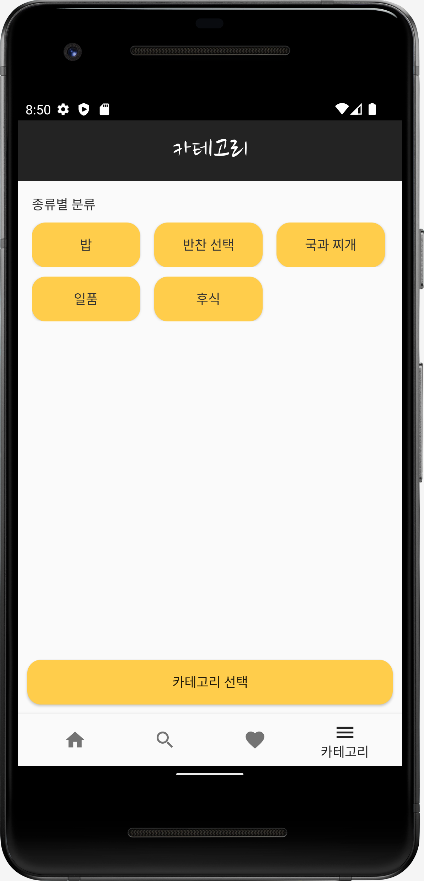 8:50
카테고리
종류별 분류
밥 반찬 선택 국과 찌개
일품 후식
카테고리 선택
카테고리